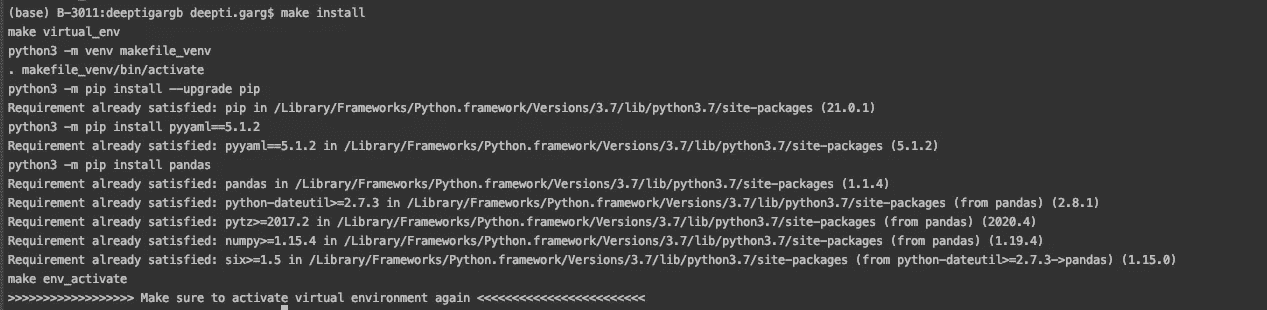 (base) B-3011:deeptigargb deepti.garg$ make install
make virtual_env
python3 -m venv makefile_venv
. makefile_venv/bin/activate
python3 -m pip install --upgrade pip
Requirement already satisfied: pip in /Library/Frameworks/Python.framework/Versions/3.7/lib/python3.7/site-packages (21.0.1)
python3 -m pip install pyyaml==5.1.2
Requirement already satisfied: pyyaml==5.1.2 in /Library/Frameworks/Python.framework/Versions/3.7/lib/python3.7/site-packages (5.1.2)
python3 -m pip install pandas
Requirement already satisfied: pandas in /Library/Frameworks/Python.framework/Versions/3.7/lib/python3.7/site-packages (1.1.4)
Requirement already satisfied: python-dateutil>=2.7.3 in /Library/Frameworks/Python.framework/Versions/3.7/lib/python3.7/site-packages (from pandas) (2.8.1)
Requirement already satisfied: pytz>=2017.2 in /Library/Frameworks/Python.framework/Versions/3.7/lib/python3.7/site-packages (from pandas) (2020.4)
Requirement already satisfied: numpy>=1.15.4 in /Library/Frameworks/Python.framework/Versions/3.7/lib/python3.7/site-packages (from pandas) (1.19.4)
Requirement already satisfied: six>=1.5 in /Library/Frameworks/Python.framework/Versions/3.7/lib/python3.7/site-packages (from python-dateutil>=2.7.3->pandas) (1.15.0)
make env_activate
>>>>>>>>>>>>>>>>>> Make sure to activate virtual environment again <<<<<<<<<<<<<<<<<<<<<<<<